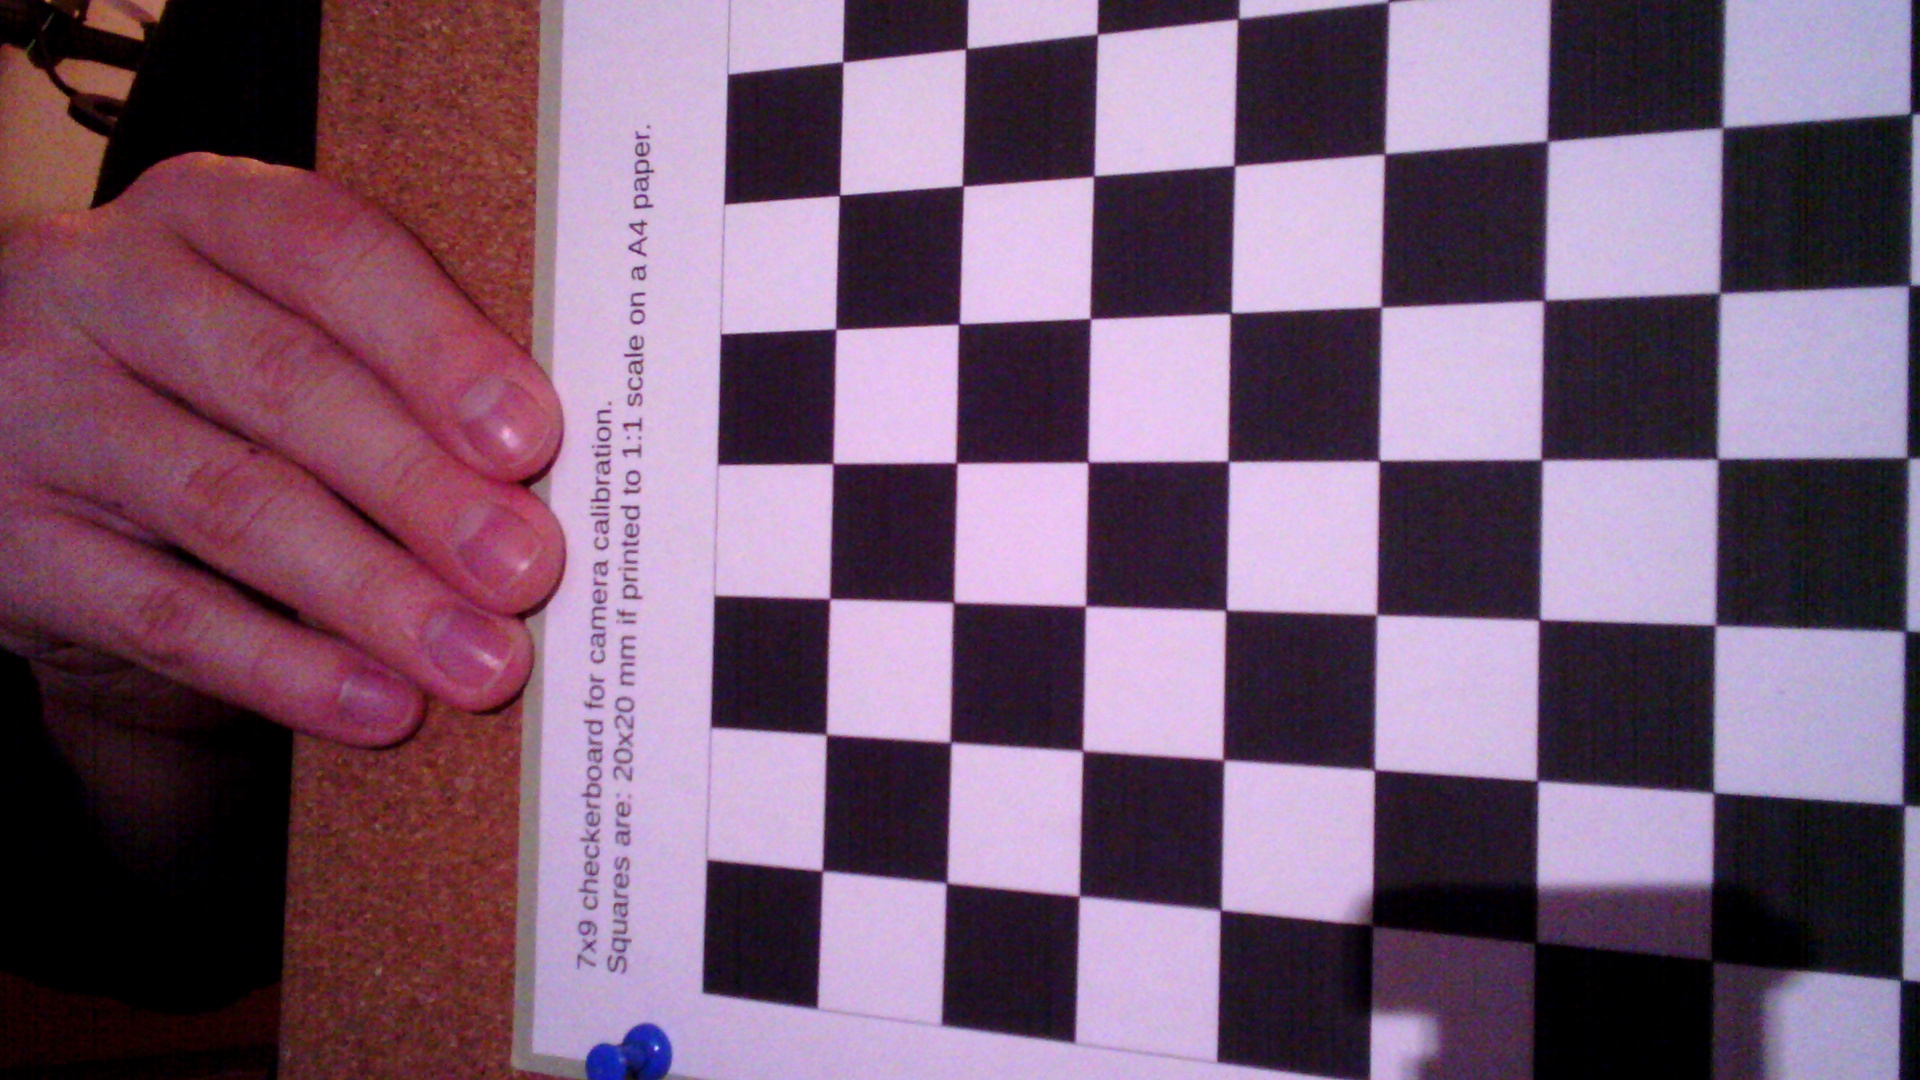 7x9 checkerboard for camera calibration.
Squares are: 20x20 mm if printed to 1:1 scale on a A4 paper.